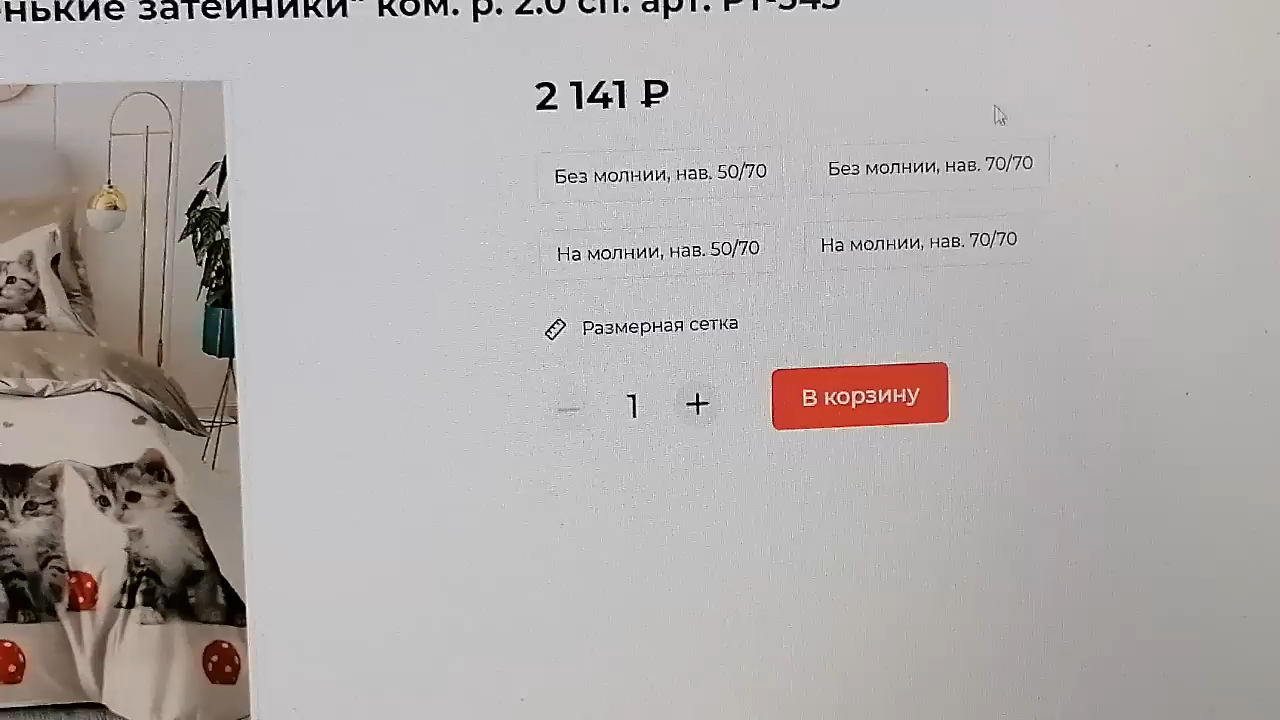 затейники" ком. р. 2.0 сп. арт.
2 141 ₽
Без молнии, нав. 50/70
Без молнии, нав. 70/70
На молнии, нав. 50/70
На молнии, нав. 70/70
Размерная сетка
1
В корзину